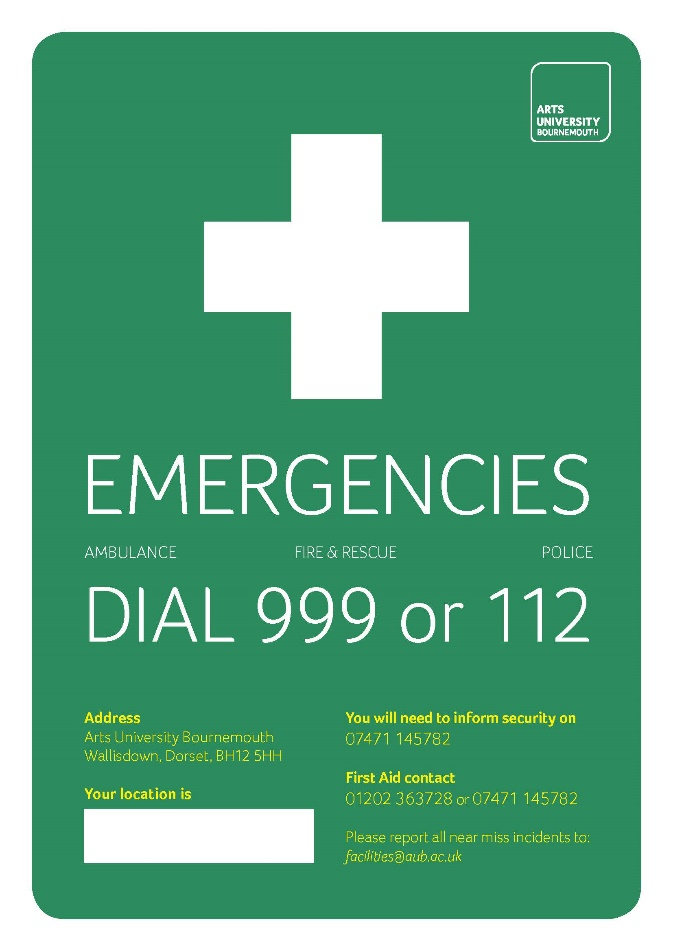 ARTS
UNIVERSITY
BOURNEMOUTH
EMERGENCIES
AMBULANCE FIRE & RESCUE POLICE
DIAL 999 or 112
Address
Arts University Bournemouth
Wallisdown, Dorset, BH12 5HH
Your location is
You will need to inform security on
07471 145782
First Aid contact
01202 363728 or 07471 145782
Please report all near miss incidents to:
facilities@aub.ac.uk